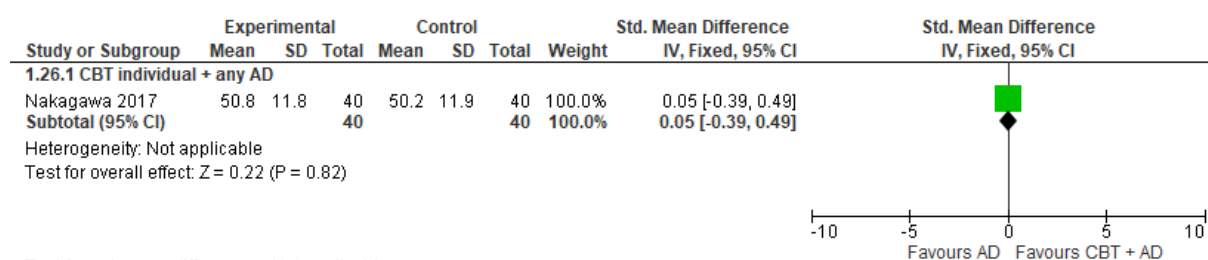 Experimental Control Std. Mean Difference Std. Mean Difference
Study or Subgroup Mean SD Total Mean SD Total Weight IV, Fixed, 95% CI IV, Fixed, 95% CI
1.26.1 CBT individual + any AD
Nakagawa 2017 50.8 11.8 40 50.2 11.9 40 100.0% 0.05 [-0.39, 0.49]
Subtotal (95% CI) 40 40 100.0% 0.05 [-0.39, 0.49]
Heterogeneity: Not applicable
Test for overall effect: Z = 0.22 (P = 0.82)
-10 -5 0 5 10
Favours AD Favours CBT + AD